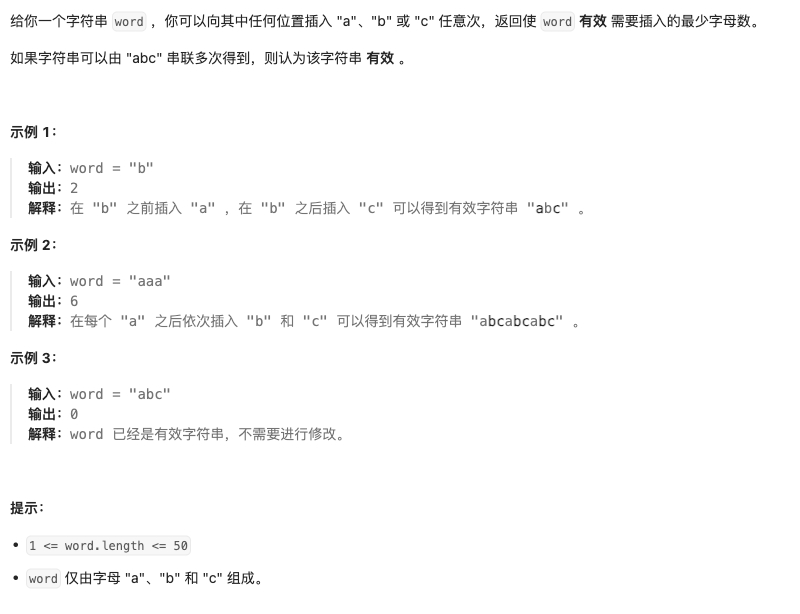 给你一个字符串 word ，你可以向其中任何位置插入 "a"、"b" 或 "c" 任意次，返回使 word 有效 需要插入的最少字母数。
如果字符串可以由 "abc" 串联多次得到，则认为该字符串 有效 。
示例 1：
输入：word = "b"
输出：2
解释：在 "b" 之前插入 "a" ，在 "b" 之后插入 "c" 可以得到有效字符串 "abc" 。
示例 2：
输入：word = "aaa"
输出：6
解释：在每个 "a" 之后依次插入 "b" 和 "c" 可以得到有效字符串 "abcabcabc" 。
示例 3：
输入：word = "abc"
输出：0
解释：word 已经是有效字符串，不需要进行修改。
提示：
• 1 <= word.length <= 50
• word 仅由字母 "a"、"b" 和 "c" 组成。